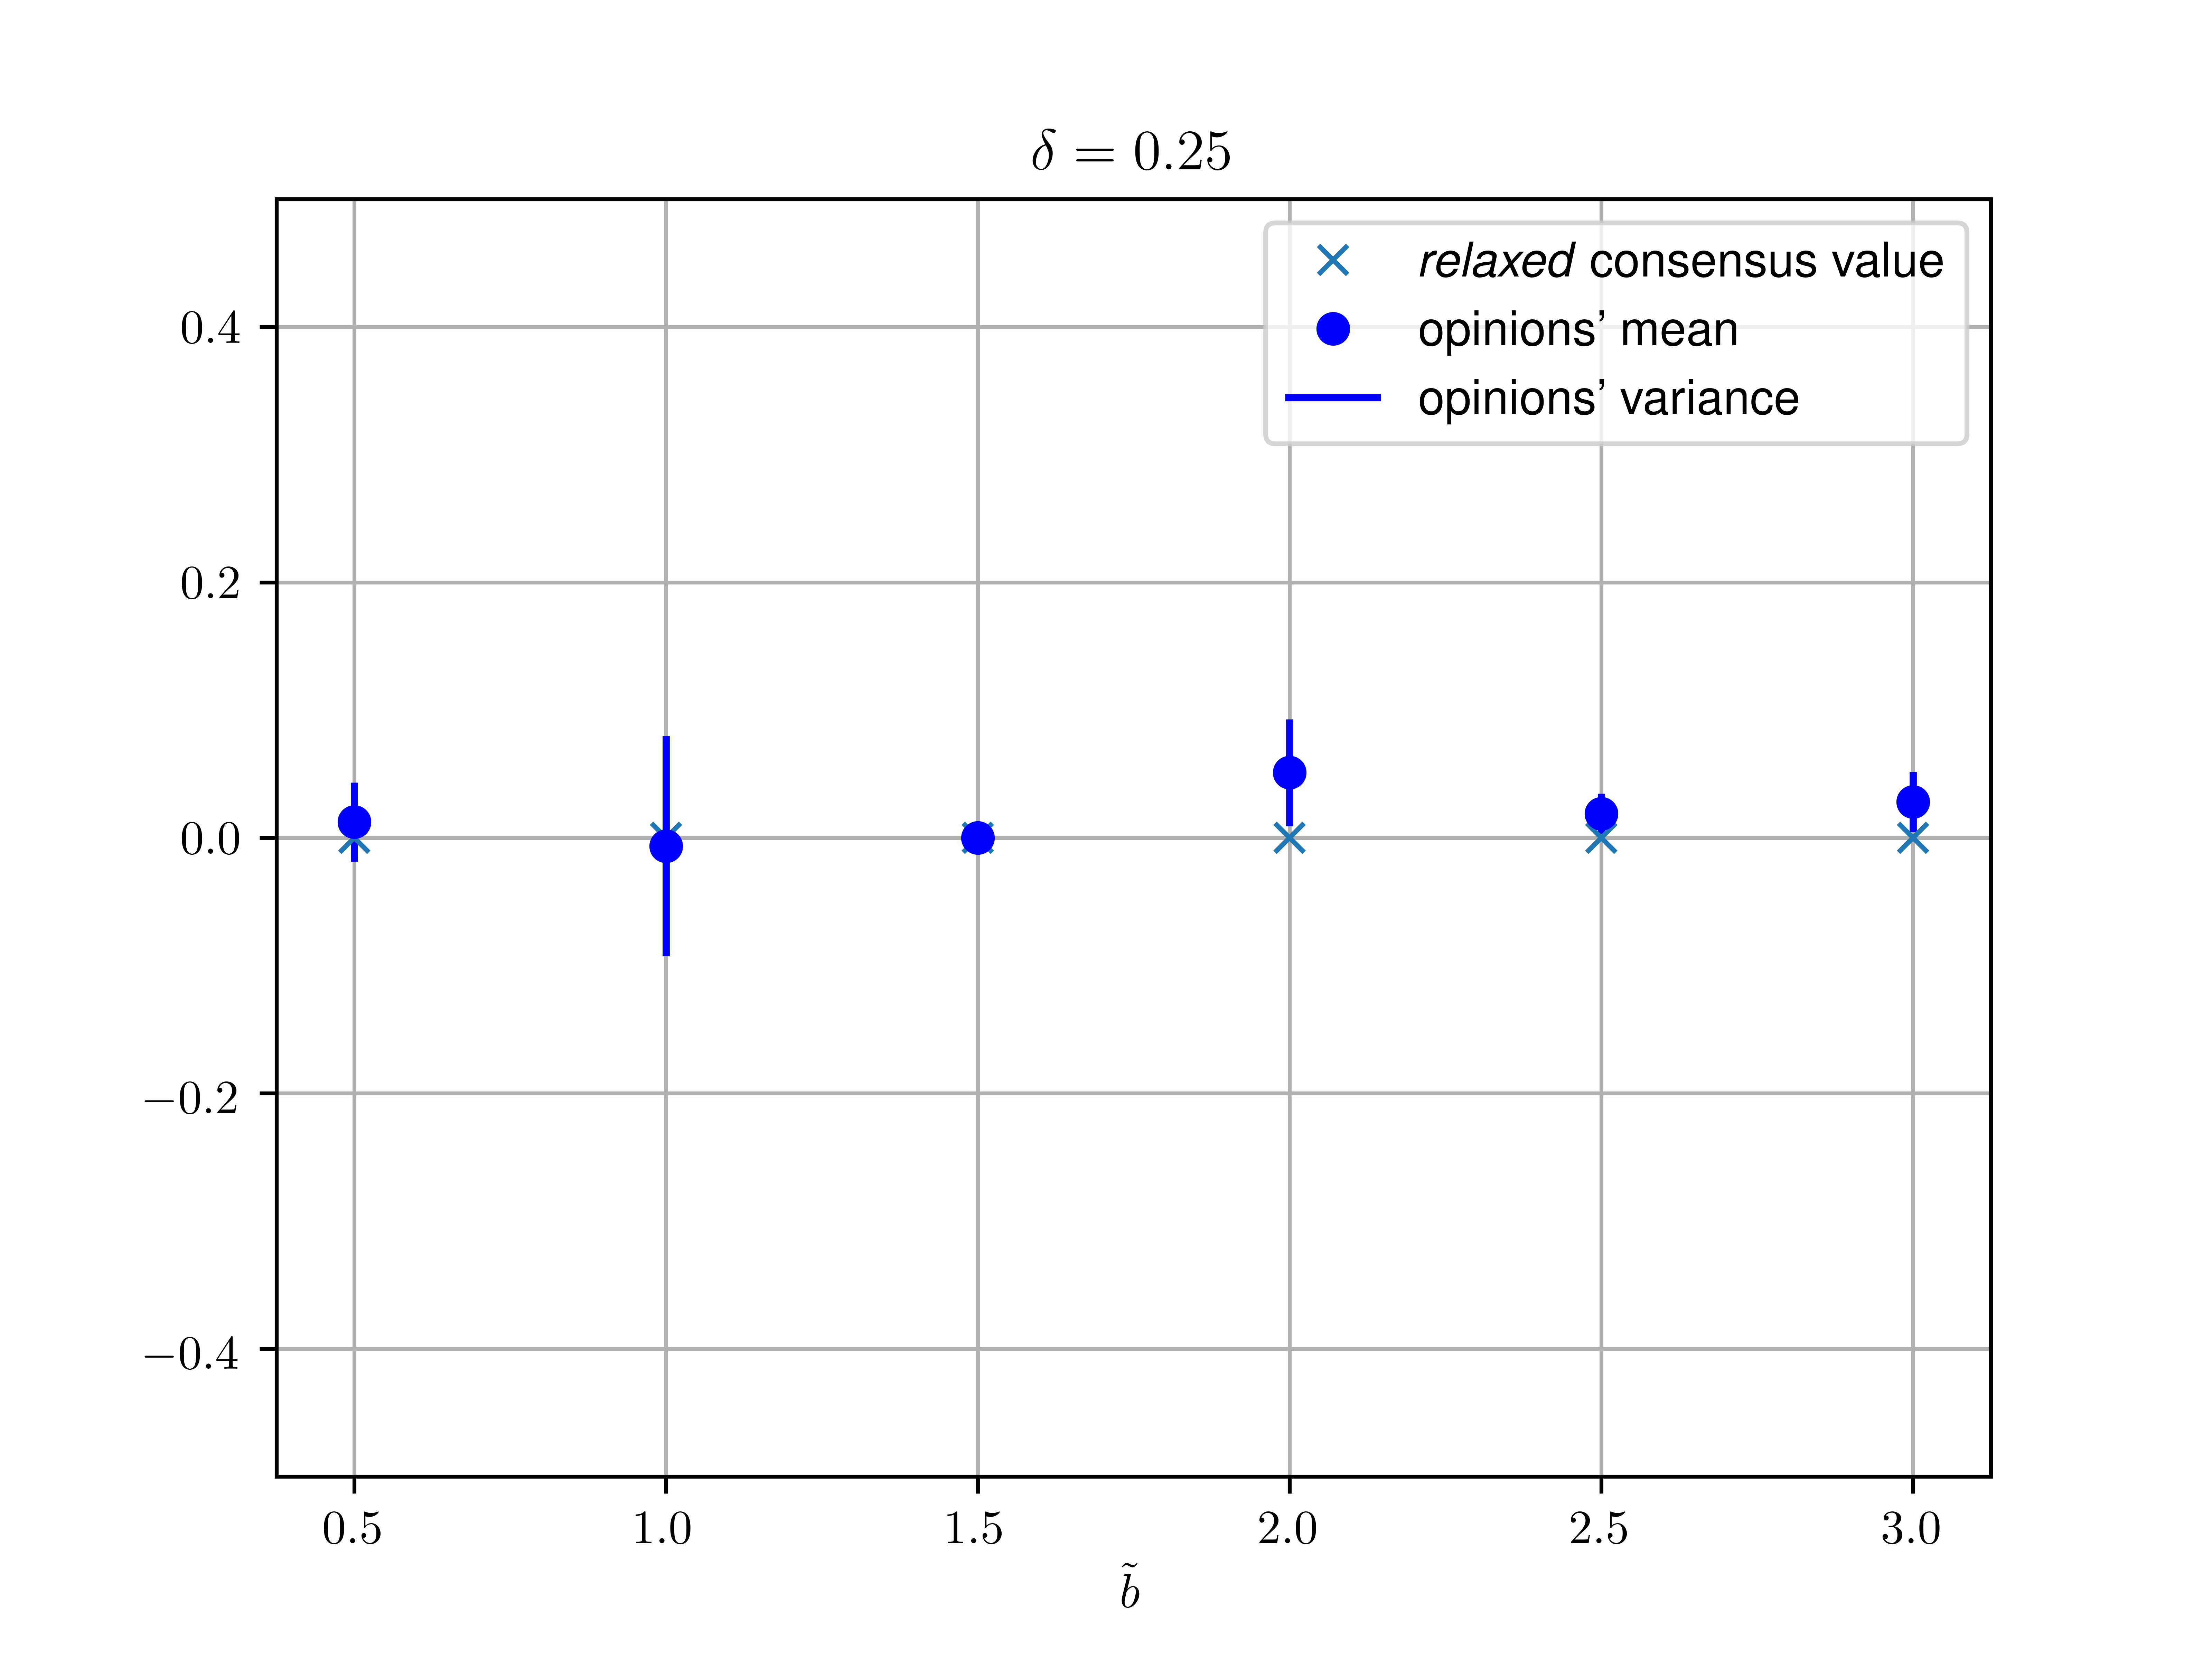 δ = 0.25
relaxed consensus value
opinions’ mean
opinions’ variance
0.4
0.2
0.0
−0.2
−0.4
0.5 1.0 1.5 2.0 2.5 3.0
b̃